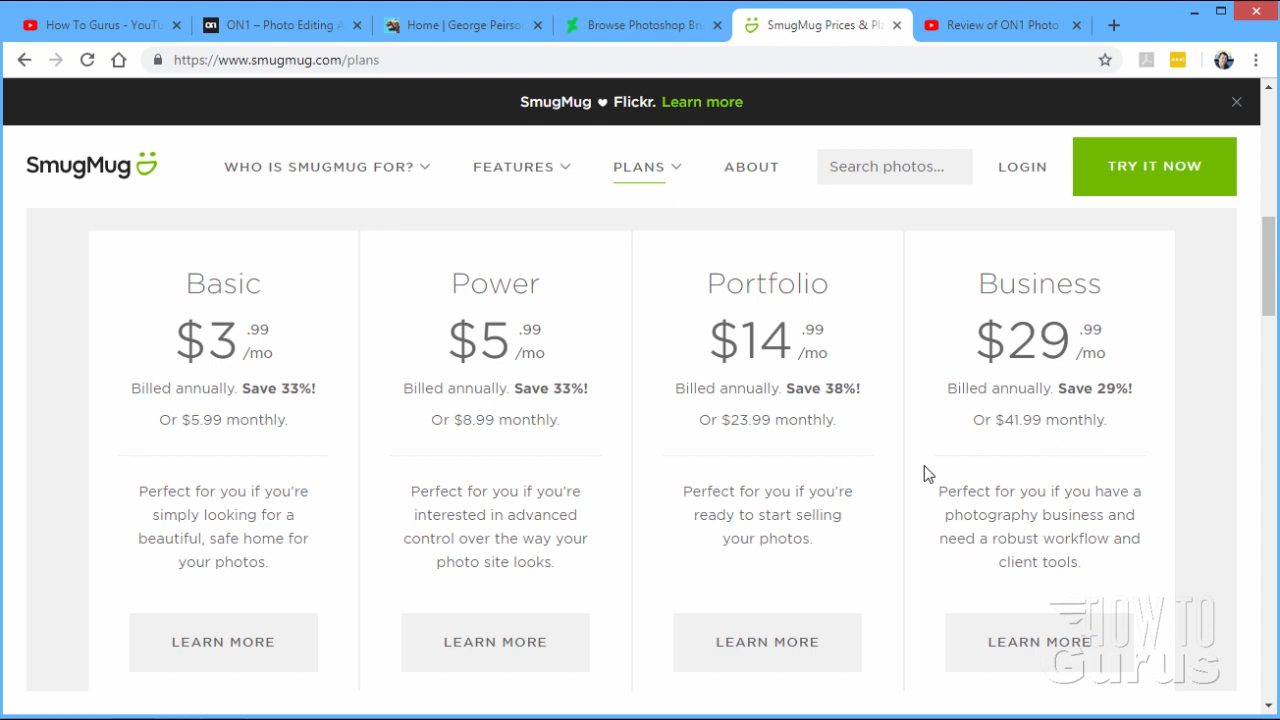 How To Gurus - YouTu
ON1 – Photo Editing
Home | George Peirso
Browse Photoshop Bru
SmugMug Prices & Pl
Review of ON1 Photo
https://www.smugmug.com/plans
SmugMug ♥ Flickr. Learn more
SmugMug
WHO IS SMUGMUG FOR?
FEATURES
PLANS
ABOUT
Search photos...
LOGIN
TRY IT NOW
Basic
$3 .99 /mo
Billed annually. Save 33%!
Or $5.99 monthly.
Perfect for you if you're
simply looking for a
beautiful, safe home for
your photos.
LEARN MORE
Power
$5 .99 /mo
Billed annually. Save 33%!
Or $8.99 monthly.
Perfect for you if you're
interested in advanced
control over the way your
photo site looks.
LEARN MORE
Portfolio
$14 .99 /mo
Billed annually. Save 38%!
Or $23.99 monthly.
Perfect for you if you're
ready to start selling
your photos.
LEARN MORE
Business
$29 .99 /mo
Billed annually. Save 29%!
Or $41.99 monthly.
Perfect for you if you have a
photography business and
need a robust workflow and
client tools.
LEARN MORE
HOW TO
Gurus